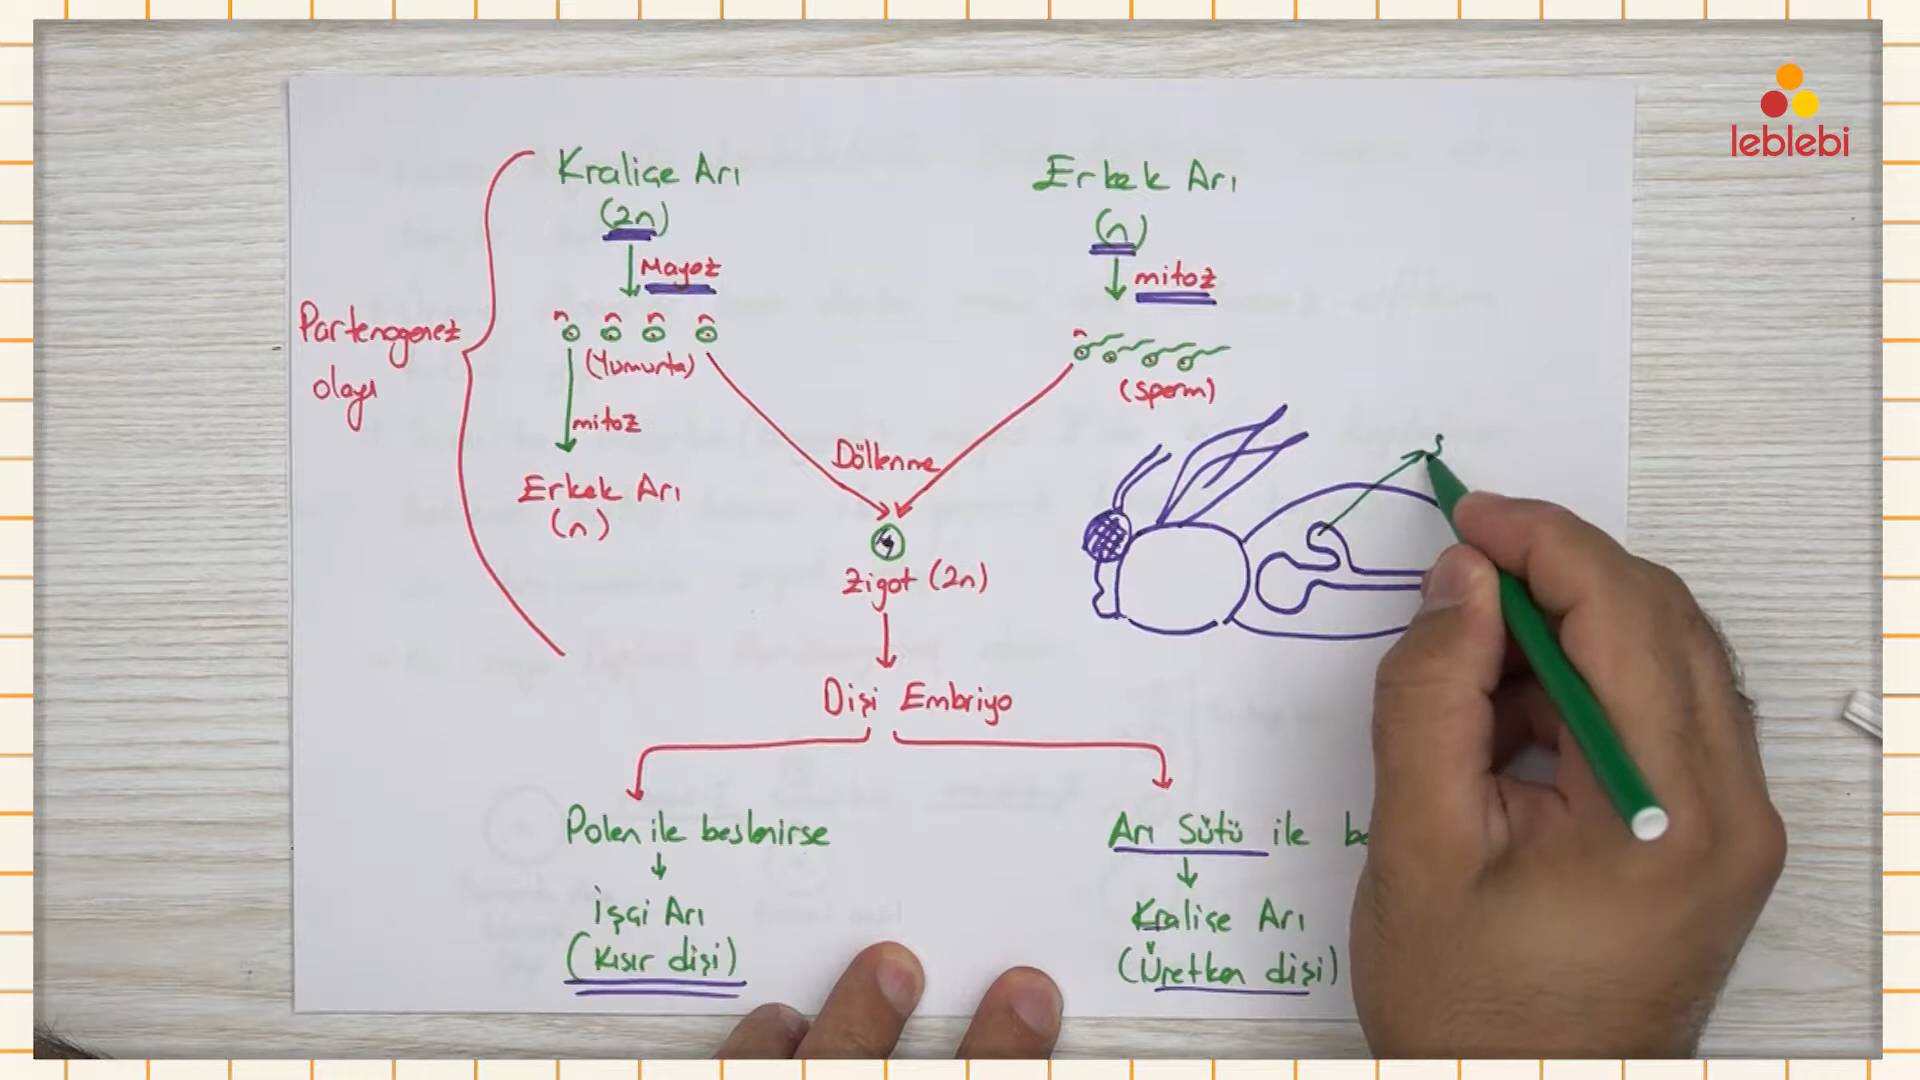 leblebi
Kraliçe Arı
(2n)
Mayoz
n n n n
(Yumurta)
mitoz
Erkek Arı
(n)
Partenogenez
olayı
Erkek Arı
(n)
mitoz
n
(sperm)
Döllenme
Zigot (2n)
Dişi Embriyo
Polen ile beslenirse
İşçi Arı
(Kısır dişi)
Arı Sütü ile be
Kraliçe Arı
(Üretken dişi)